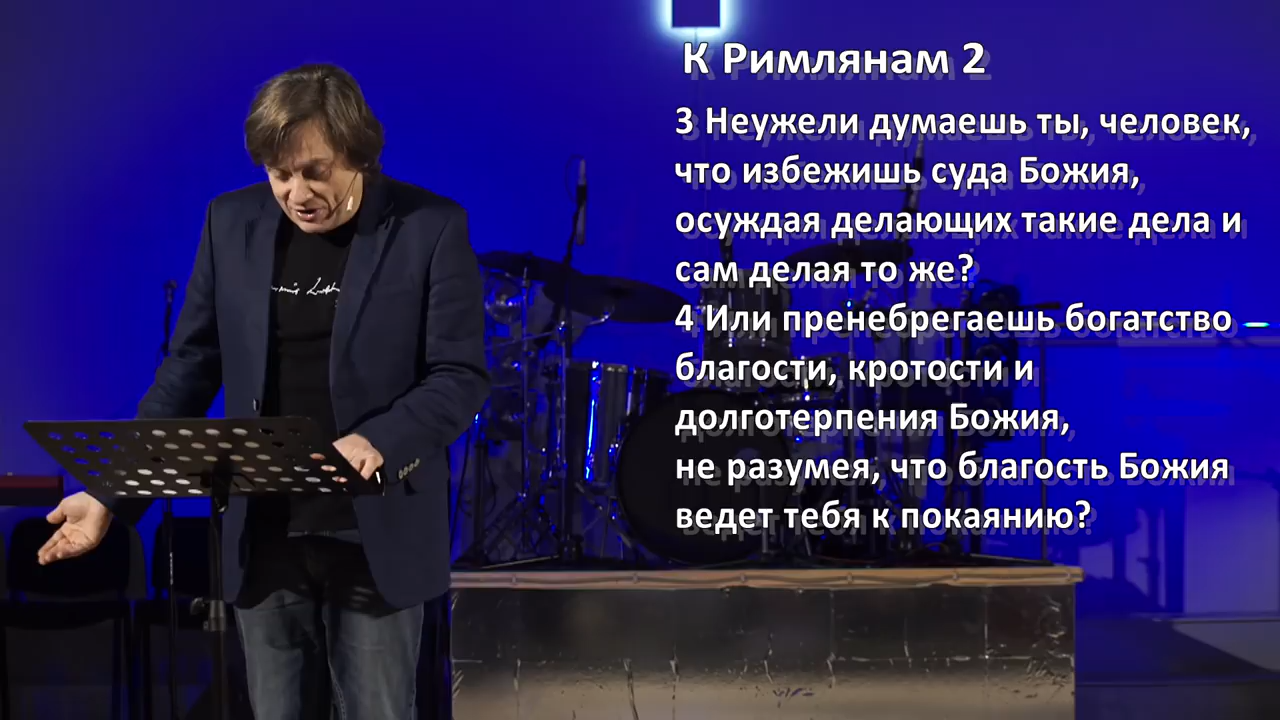 К Римлянам 2
3 Неужели думаешь ты, человек,
что избежишь суда Божия,
осуждая делающих такие дела и
сам делая то же?
4 Или пренебрегаешь богатство
благости, кротости и
долготерпения Божия,
не разумея, что благость Божия
ведет тебя к покаянию?